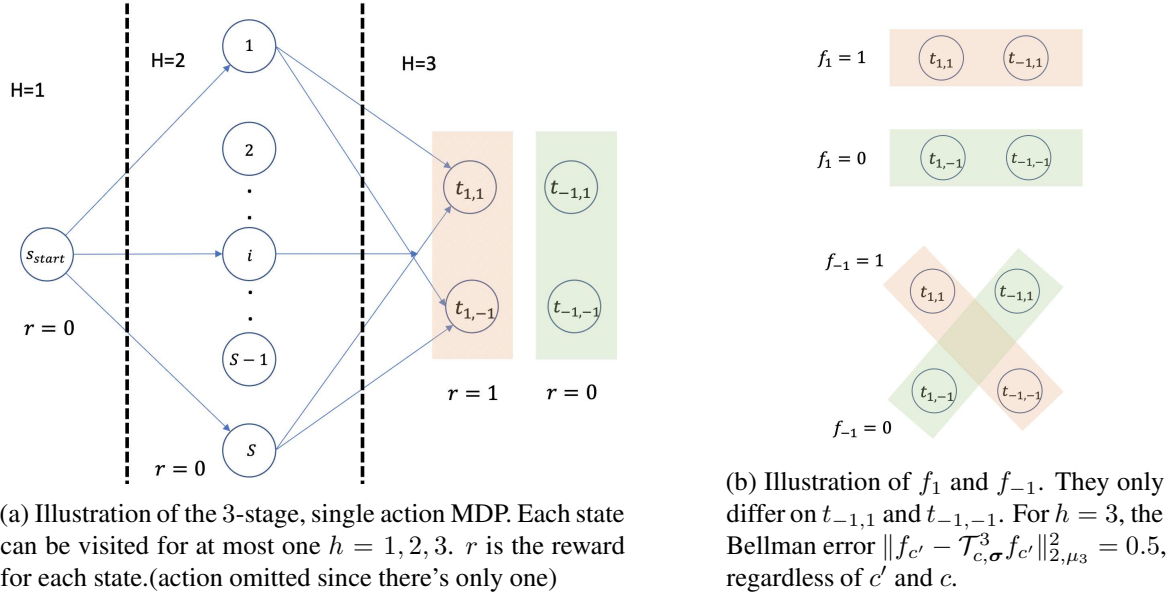 H=1
H=2
H=3
1
2
i
S − 1
S
s_start
r = 0
r = 0
t_{1,1}
t_{−1,1}
t_{1,−1}
t_{−1,−1}
r = 1
r = 0
(a) Illustration of the 3-stage, single action MDP. Each state
can be visited for at most one h = 1, 2, 3. r is the reward
for each state.(action omitted since there's only one)
f_1 = 1
t_{1,1}
t_{−1,1}
f_1 = 0
t_{1,−1}
t_{−1,−1}
f_{−1} = 1
t_{1,1}
t_{−1,1}
t_{1,−1}
t_{−1,−1}
f_{−1} = 0
(b) Illustration of f_1 and f_{−1}. They only
differ on t_{−1,1} and t_{−1,−1}. For h = 3, the
Bellman error ∥f_{c′} − 𝒯^3_{c,σ} f_{c′}∥^2_{2,μ_3} = 0.5,
regardless of c′ and c.